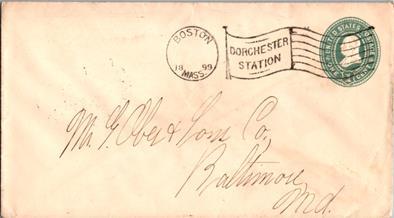 BOSTON
18 99
MASS.
DORCHESTER
STATION
UNITED STATES
Mr. G. Ober & Sons Co,
Baltimore,
Md.